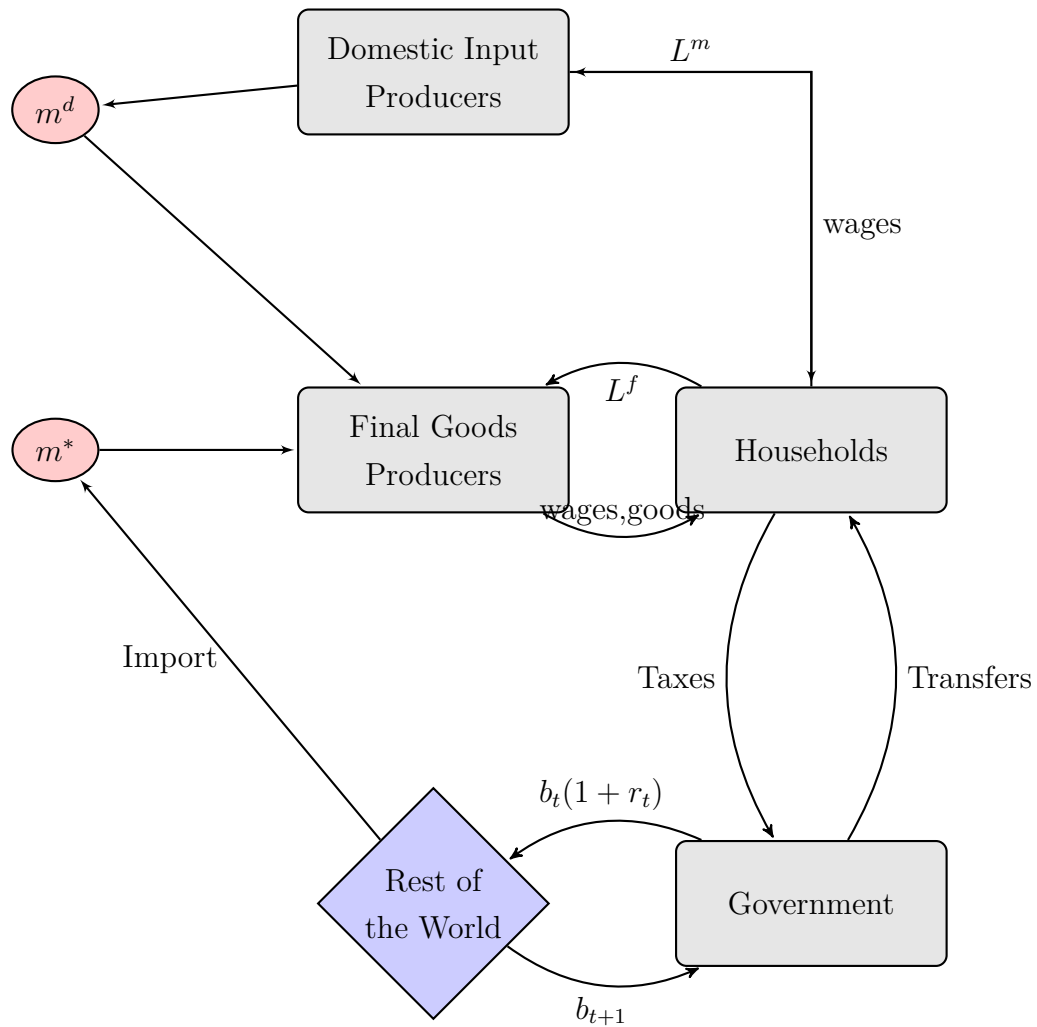 Domestic Input
Producers
$L^m$
$m^d$
wages
$L^f$
Final Goods
Producers
Households
$m^*$
wages,goods
Import
Taxes
Transfers
$b_t(1 + r_t)$
Rest of
the World
Government
$b_{t+1}$